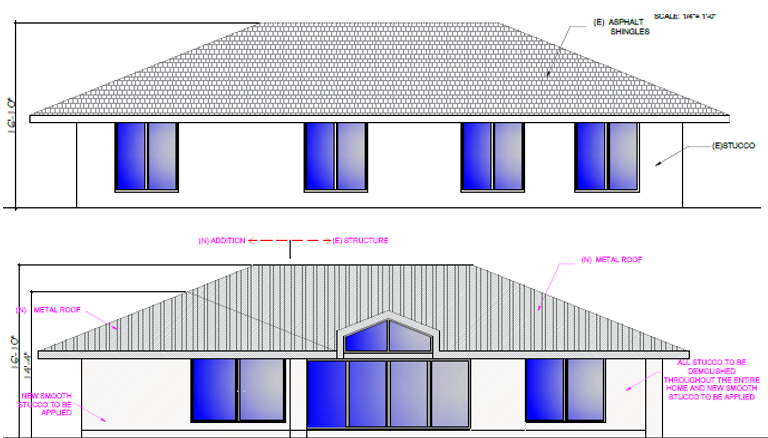 SCALE: 1/4"= 1'-0"
(E) ASPHALT
SHINGLES
16'-10"
(E)STUCCO
(N) ADDITION
(E) STRUCTURE
(N) METAL ROOF
(N) METAL ROOF
16'-10"
14'-4"
ALL STUCCO TO BE
DEMOLISHED
THROUGHOUT THE ENTIRE
HOME AND NEW SMOOTH
STUCCO TO BE APPLIED
NEW SMOOTH
STUCCO TO BE
APPLIED